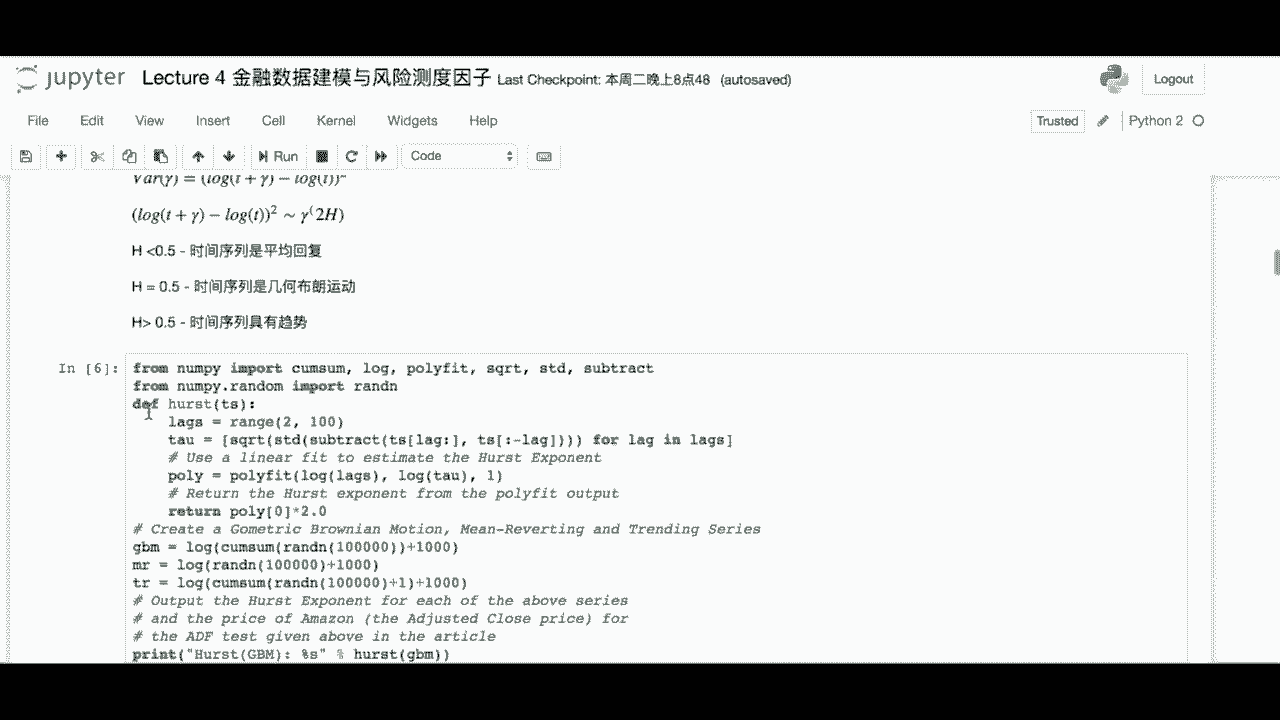 jupyter Lecture 4 金融数据建模与风险测度因子 Last Checkpoint: 本周二晚上8点48 (autosaved) Logout
File Edit View Insert Cell Kernel Widgets Help Trusted Python 2
Run Code
Var(γ) = (log(t + γ) − log(t))²
(log(t + γ) − log(t))² ~ γ⁽2H)
H <0.5 - 时间序列是平均回复
H = 0.5 - 时间序列是几何布朗运动
H> 0.5 - 时间序列具有趋势
In [6]: from numpy import cumsum, log, polyfit, sqrt, std, subtract
from numpy.random import randn
def hurst(ts):
lags = range(2, 100)
tau = [sqrt(std(subtract(ts[lag:], ts[:-lag]))) for lag in lags]
# Use a linear fit to estimate the Hurst Exponent
poly = polyfit(log(lags), log(tau), 1)
# Return the Hurst exponent from the polyfit output
return poly[0]*2.0
# Create a Gometric Brownian Motion, Mean-Reverting and Trending Series
gbm = log(cumsum(randn(100000))+1000)
mr = log(randn(100000)+1000)
tr = log(cumsum(randn(100000)+1)+1000)
# Output the Hurst Exponent for each of the above series
# and the price of Amazon (the Adjusted Close price) for
# the ADF test given above in the article
print("Hurst(GBM): %s" % hurst(gbm))